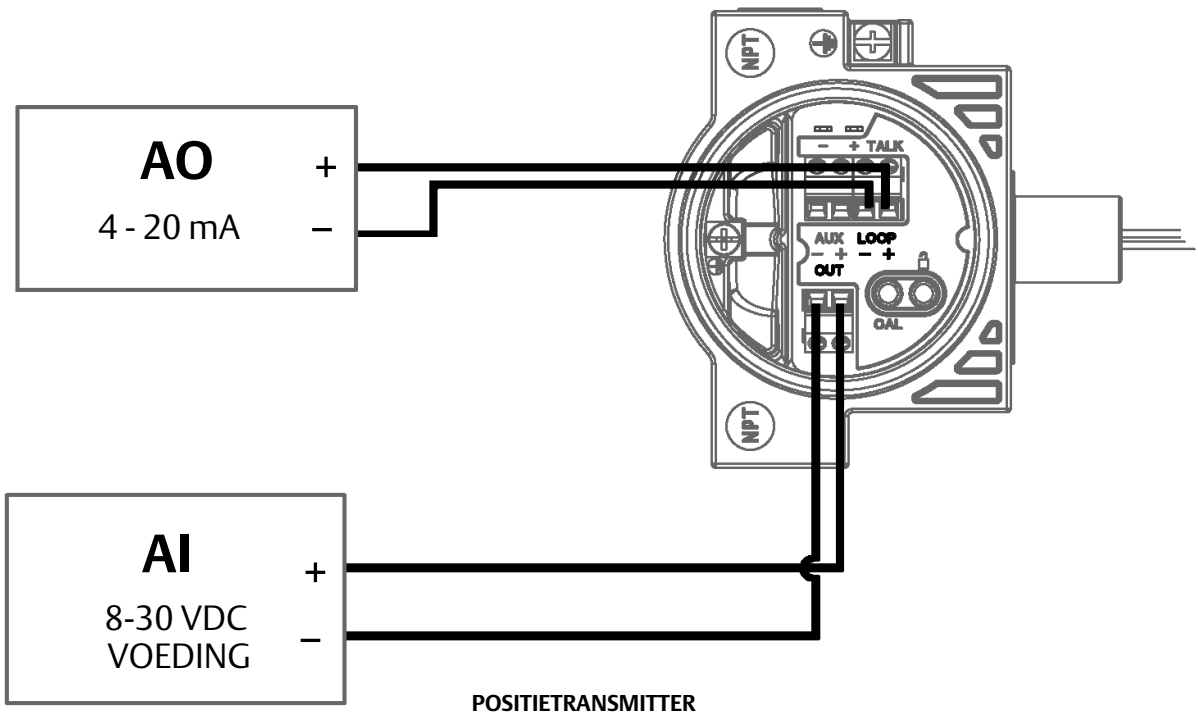 NPT
AO
+
4 - 20 mA
–
– + TALK
AUX LOOP
– + – +
OUT
CAL
NPT
AI
+
8-30 VDC
VOEDING
–
POSITIETRANSMITTER